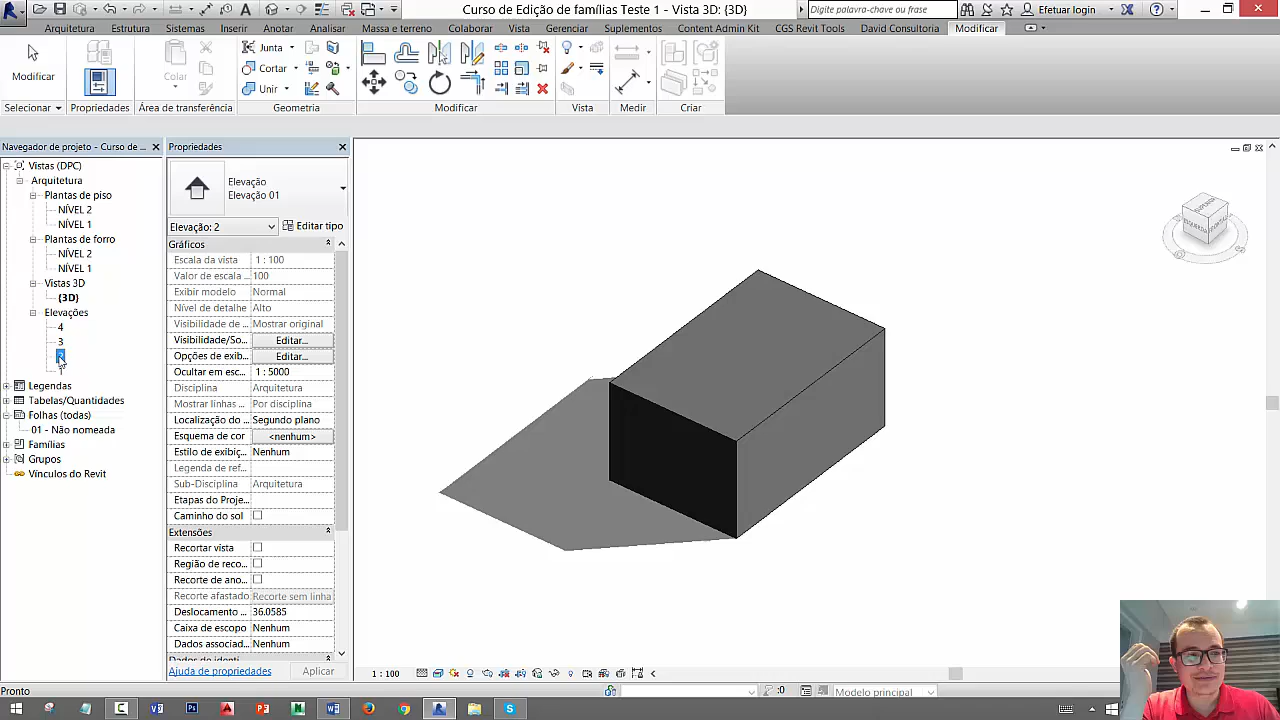 Curso de Edição de famílias Teste 1 - Vista 3D: {3D}
Digite palavra-chave ou frase
Efetuar login
Arquitetura
Estrutura
Sistemas
Inserir
Anotar
Analisar
Massa e terreno
Colaborar
Vista
Gerenciar
Suplementos
Content Admin Kit
CGS Revit Tools
David Consultoria
Modificar
Modificar
Colar
Junta
Cortar
Unir
Selecionar
Propriedades
Área de transferência
Geometria
Modificar
Vista
Medir
Criar
Navegador de projeto - Curso de ...
Vistas (DPC)
Arquitetura
Plantas de piso
NÍVEL 2
NÍVEL 1
Plantas de forro
NÍVEL 2
NÍVEL 1
Vistas 3D
{3D}
Elevações
4
3
2
1
Legendas
Tabelas/Quantidades
Folhas (todas)
01 - Não nomeada
Famílias
Grupos
Vínculos do Revit
Propriedades
Elevação
Elevação 01
Elevação: 2
Editar tipo
Gráficos
Escala da vista 1 : 100
Valor de escala ... 100
Exibir modelo Normal
Nível de detalhe Alto
Visibilidade de ... Mostrar original
Visibilidade/So... Editar...
Opções de exib... Editar...
Ocultar em esc... 1 : 5000
Disciplina Arquitetura
Mostrar linhas ... Por disciplina
Localização do ... Segundo plano
Esquema de cor <nenhum>
Estilo de exibiç... Nenhum
Legenda de ref...
Sub-Disciplina Arquitetura
Etapas do Proje...
Caminho do sol
Extensões
Recortar vista
Região de reco...
Recorte de ano...
Recorte afastado Recorte sem linha
Deslocamento ... 36.0585
Caixa de escopo Nenhum
Dados associad... Nenhum
Ajuda de propriedades
Aplicar
1 : 100
Pronto
:0
Modelo principal